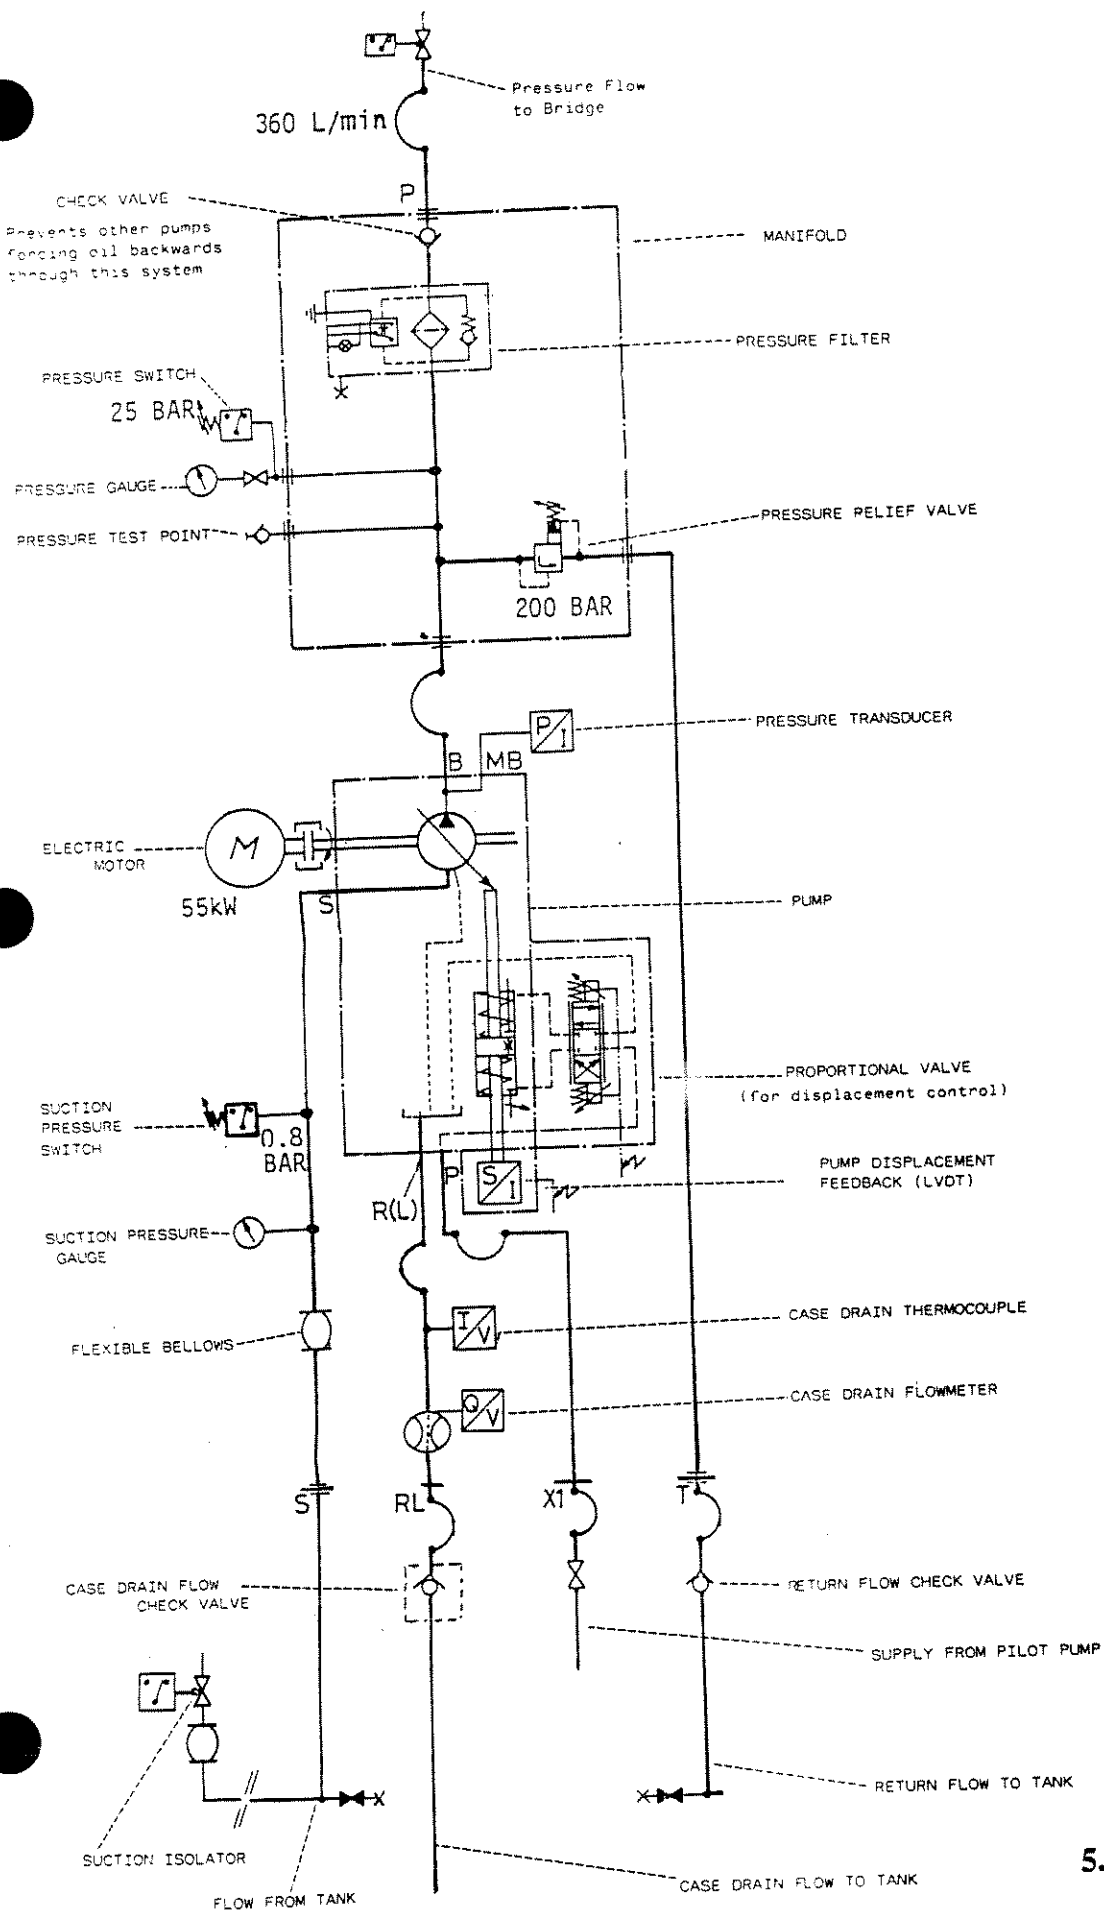 Pressure Flow
to Bridge
360 L/min
P
CHECK VALVE
Prevents other pumps
forcing oil backwards
through this system
MANIFOLD
PRESSURE FILTER
PRESSURE SWITCH
25 BAR
PRESSURE GAUGE
PRESSURE TEST POINT
PRESSURE RELIEF VALVE
200 BAR
PRESSURE TRANSDUCER
P/I
B
MB
ELECTRIC
MOTOR
M
55kW
S
PUMP
PROPORTIONAL VALVE
(for displacement control)
SUCTION
PRESSURE
SWITCH
0.8
BAR
PUMP DISPLACEMENT
FEEDBACK (LVDT)
P
S/I
R(L)
SUCTION PRESSURE
GAUGE
CASE DRAIN THERMOCOUPLE
T/V
FLEXIBLE BELLOWS
CASE DRAIN FLOWMETER
Q/V
S
RL
X1
T
CASE DRAIN FLOW
CHECK VALVE
RETURN FLOW CHECK VALVE
SUPPLY FROM PILOT PUMP
RETURN FLOW TO TANK
SUCTION ISOLATOR
5.
CASE DRAIN FLOW TO TANK
FLOW FROM TANK